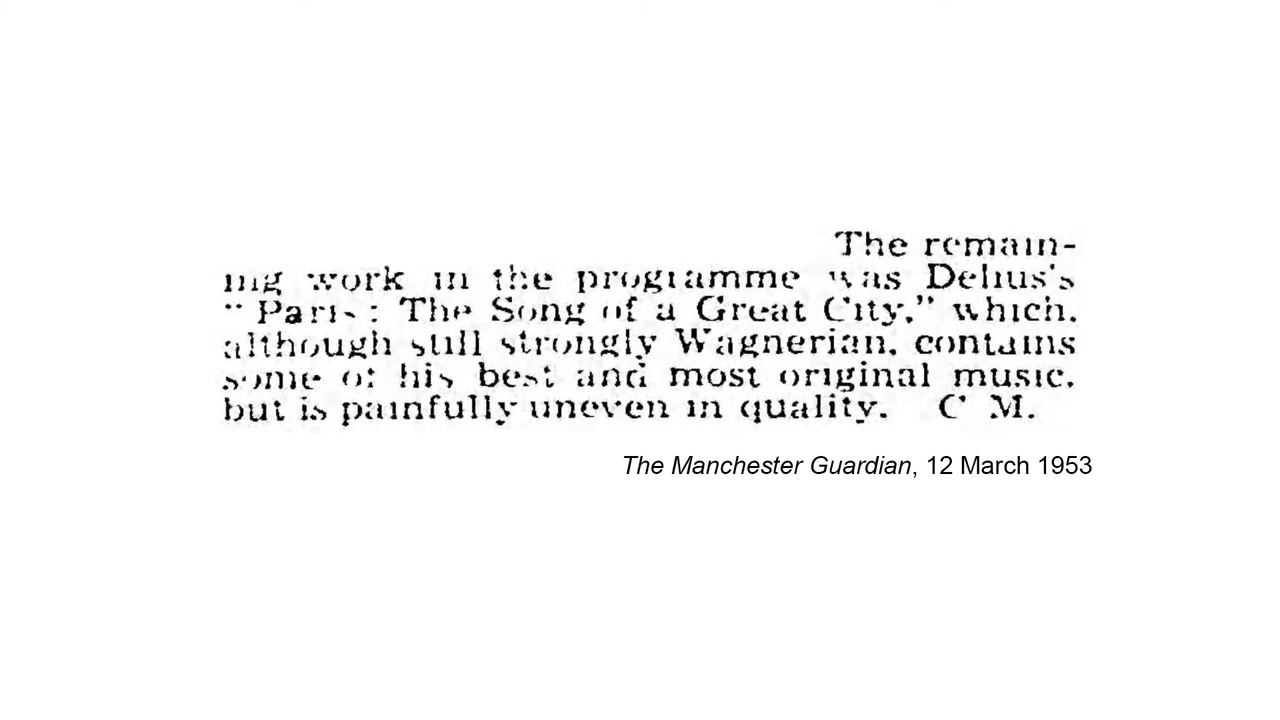 The remain-
ing work in the programme was Delius's
" Paris: The Song of a Great City," which,
although still strongly Wagnerian, contains
some of his best and most original music,
but is painfully uneven in quality. C M.
The Manchester Guardian, 12 March 1953